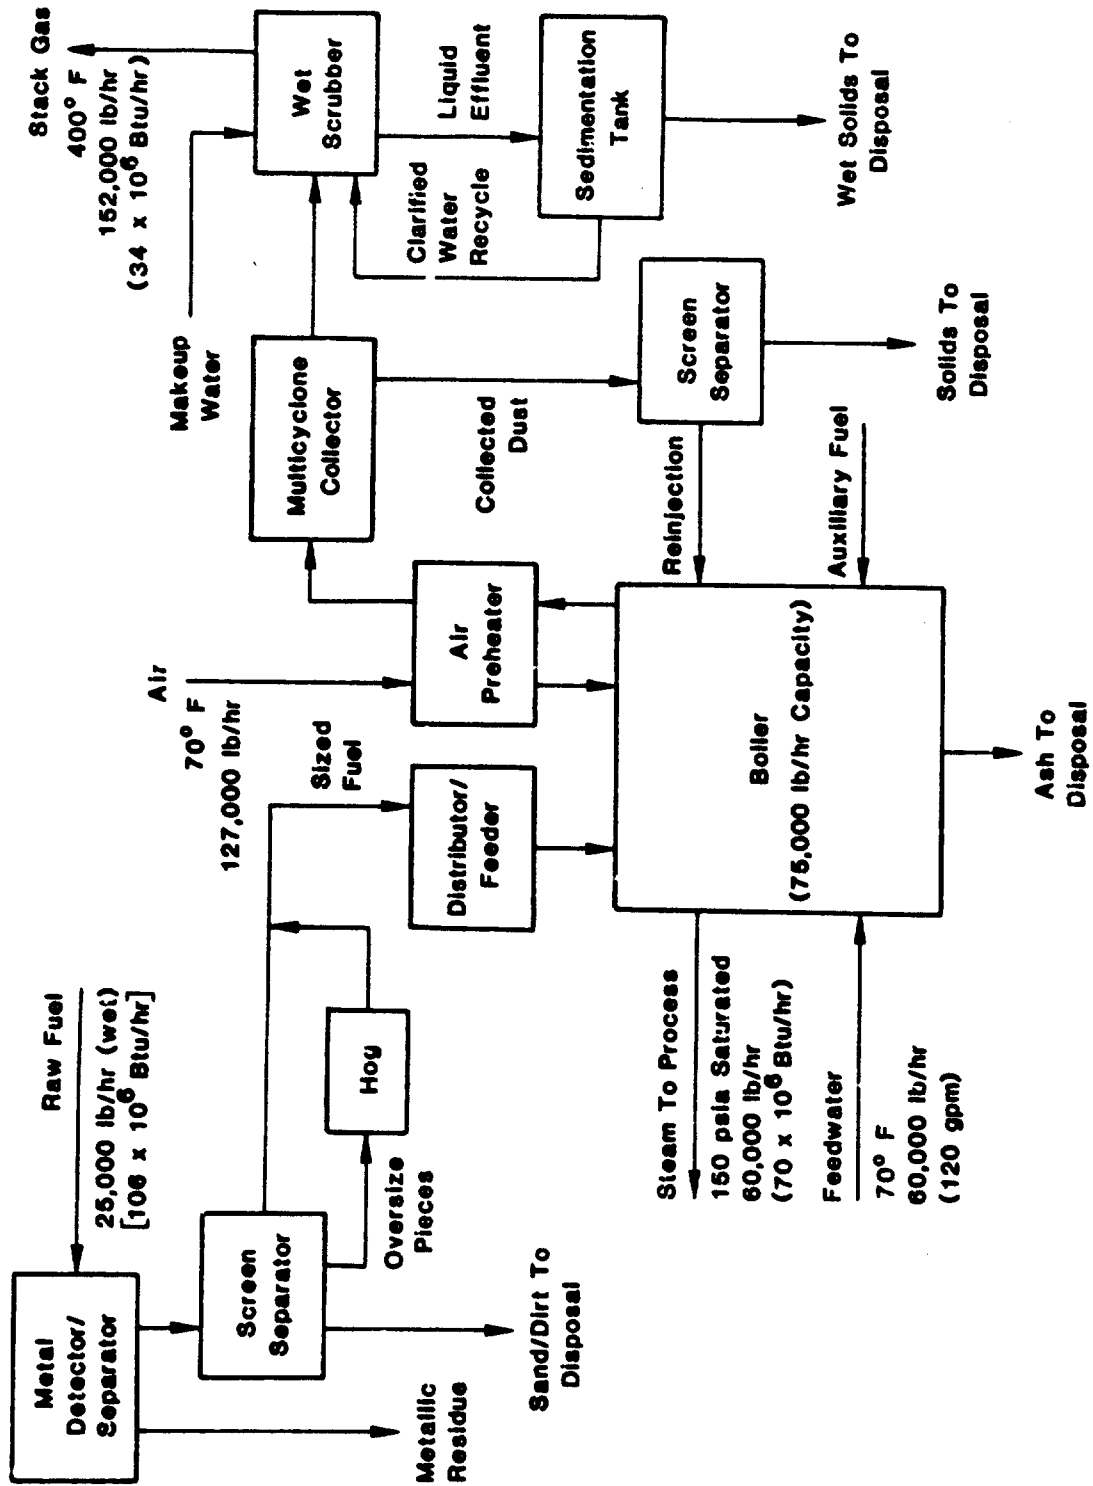 Raw Fuel
25,000 lb/hr (wet)
[106 x 10⁶ Btu/hr]
Metal
Detector/
Separator
Metallic
Residue
Screen
Separator
Sand/Dirt To
Disposal
Oversize
Pieces
Hog
Sized
Fuel
Distributor/
Feeder
Air
70° F
127,000 lb/hr
Air
Preheater
Multicyclone
Collector
Makeup
Water
Stack Gas
400° F
152,000 lb/hr
(34 x 10⁶ Btu/hr)
Wet
Scrubber
Liquid
Effluent
Clarified
Water
Recycle
Sedimentation
Tank
Wet Solids To
Disposal
Collected
Dust
Screen
Separator
Solids To
Disposal
Reinjection
Auxiliary Fuel
Boiler
(75,000 lb/hr Capacity)
Ash To
Disposal
Steam To Process
150 psia Saturated
60,000 lb/hr
(70 x 10⁶ Btu/hr)
Feedwater
70° F
60,000 lb/hr
(120 gpm)